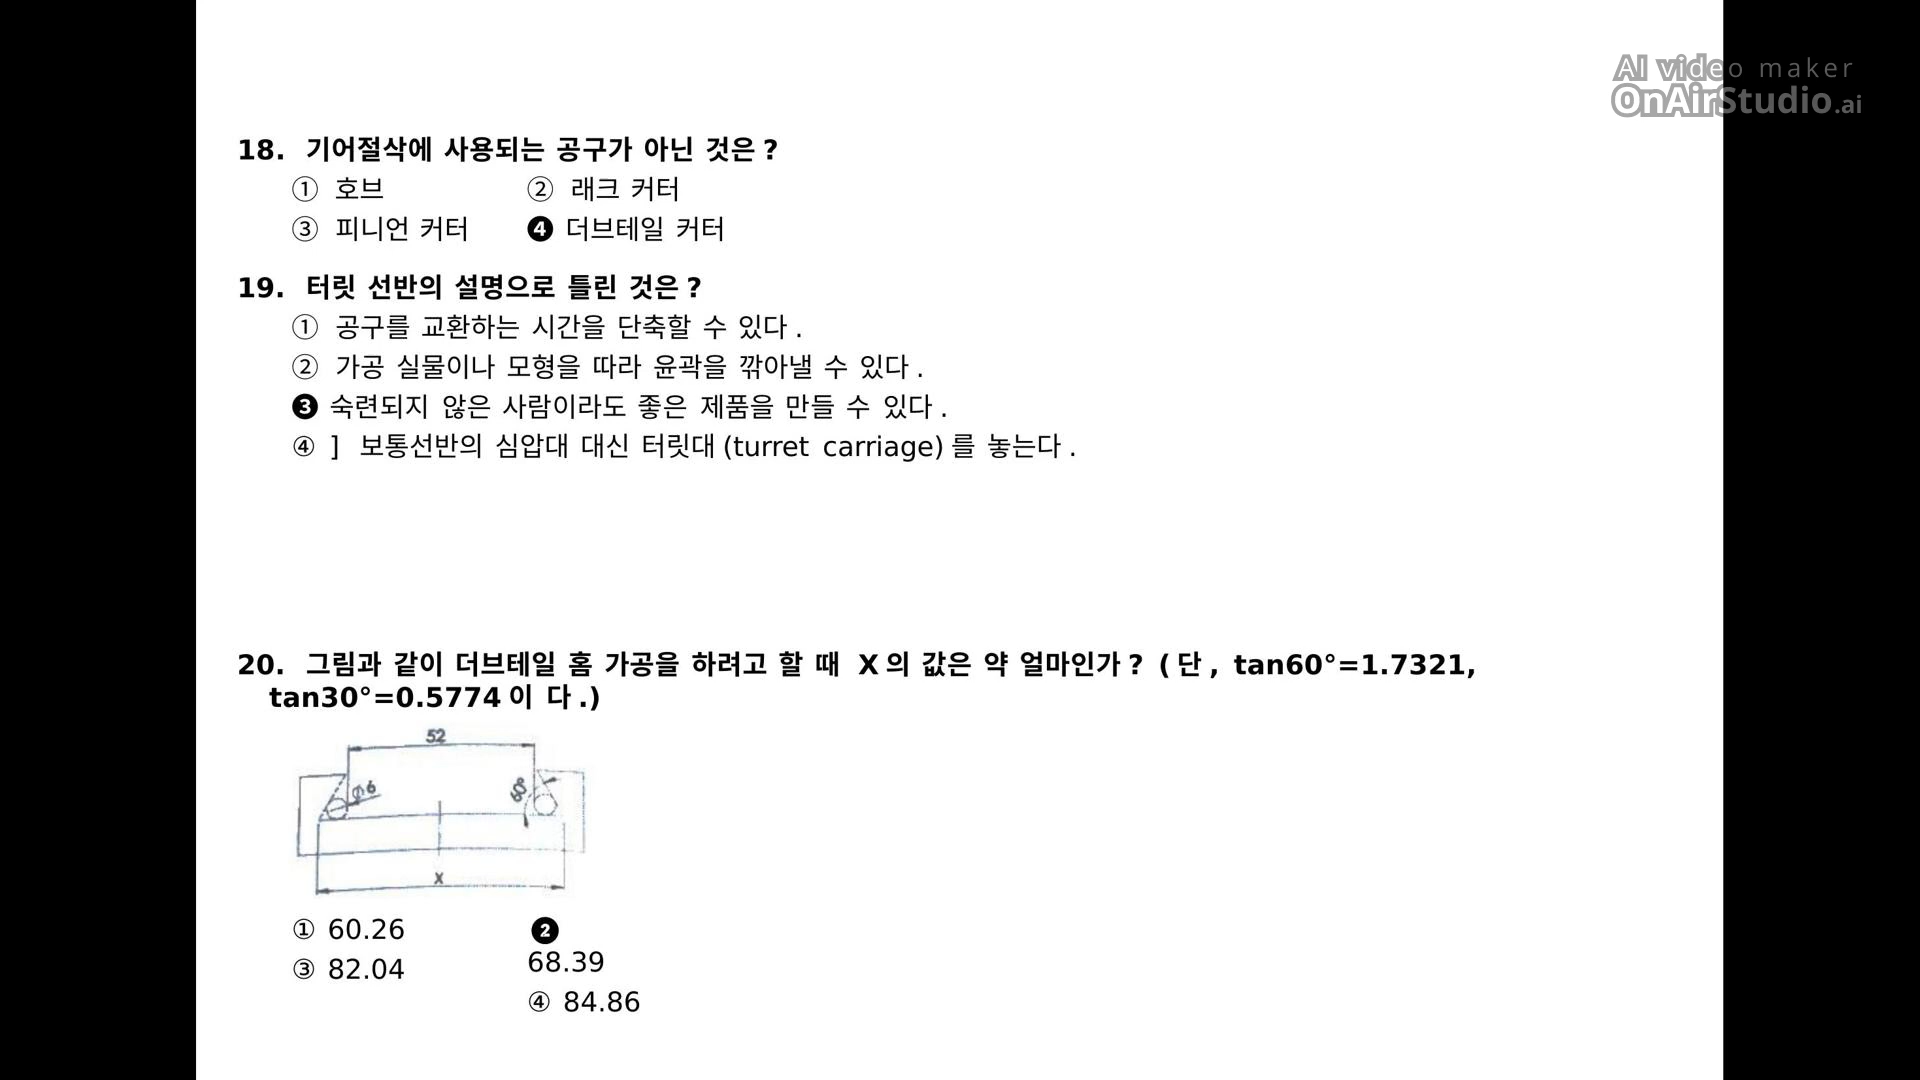 AI video maker
OnAirStudio.ai
18. 기어절삭에 사용되는 공구가 아닌 것은?
① 호브 ② 래크 커터
③ 피니언 커터 ❹ 더브테일 커터
19. 터릿 선반의 설명으로 틀린 것은?
① 공구를 교환하는 시간을 단축할 수 있다.
② 가공 실물이나 모형을 따라 윤곽을 깎아낼 수 있다.
❸ 숙련되지 않은 사람이라도 좋은 제품을 만들 수 있다.
④ ] 보통선반의 심압대 대신 터릿대(turret carriage)를 놓는다.
20. 그림과 같이 더브테일 홈 가공을 하려고 할 때 X의 값은 약 얼마인가? (단, tan60°=1.7321,
tan30°=0.5774이 다.)
52
Φ6
60°
X
① 60.26 ❷
68.39
③ 82.04
④ 84.86